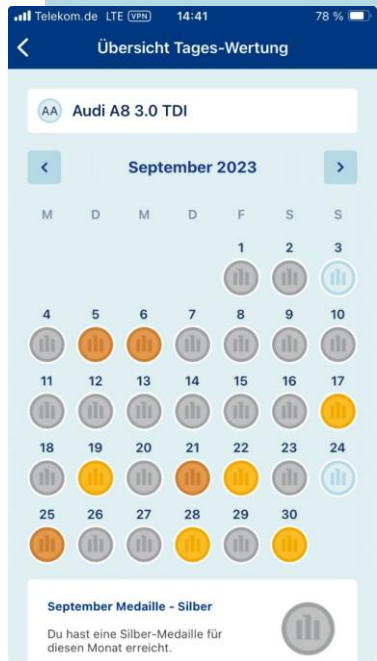 Telekom.de LTE VPN 14:41 78 %
Übersicht Tages-Wertung
AA Audi A8 3.0 TDI
September 2023
M D M D F S S
1 2 3
4 5 6 7 8 9 10
11 12 13 14 15 16 17
18 19 20 21 22 23 24
25 26 27 28 29 30
September Medaille - Silber
Du hast eine Silber-Medaille für
diesen Monat erreicht.